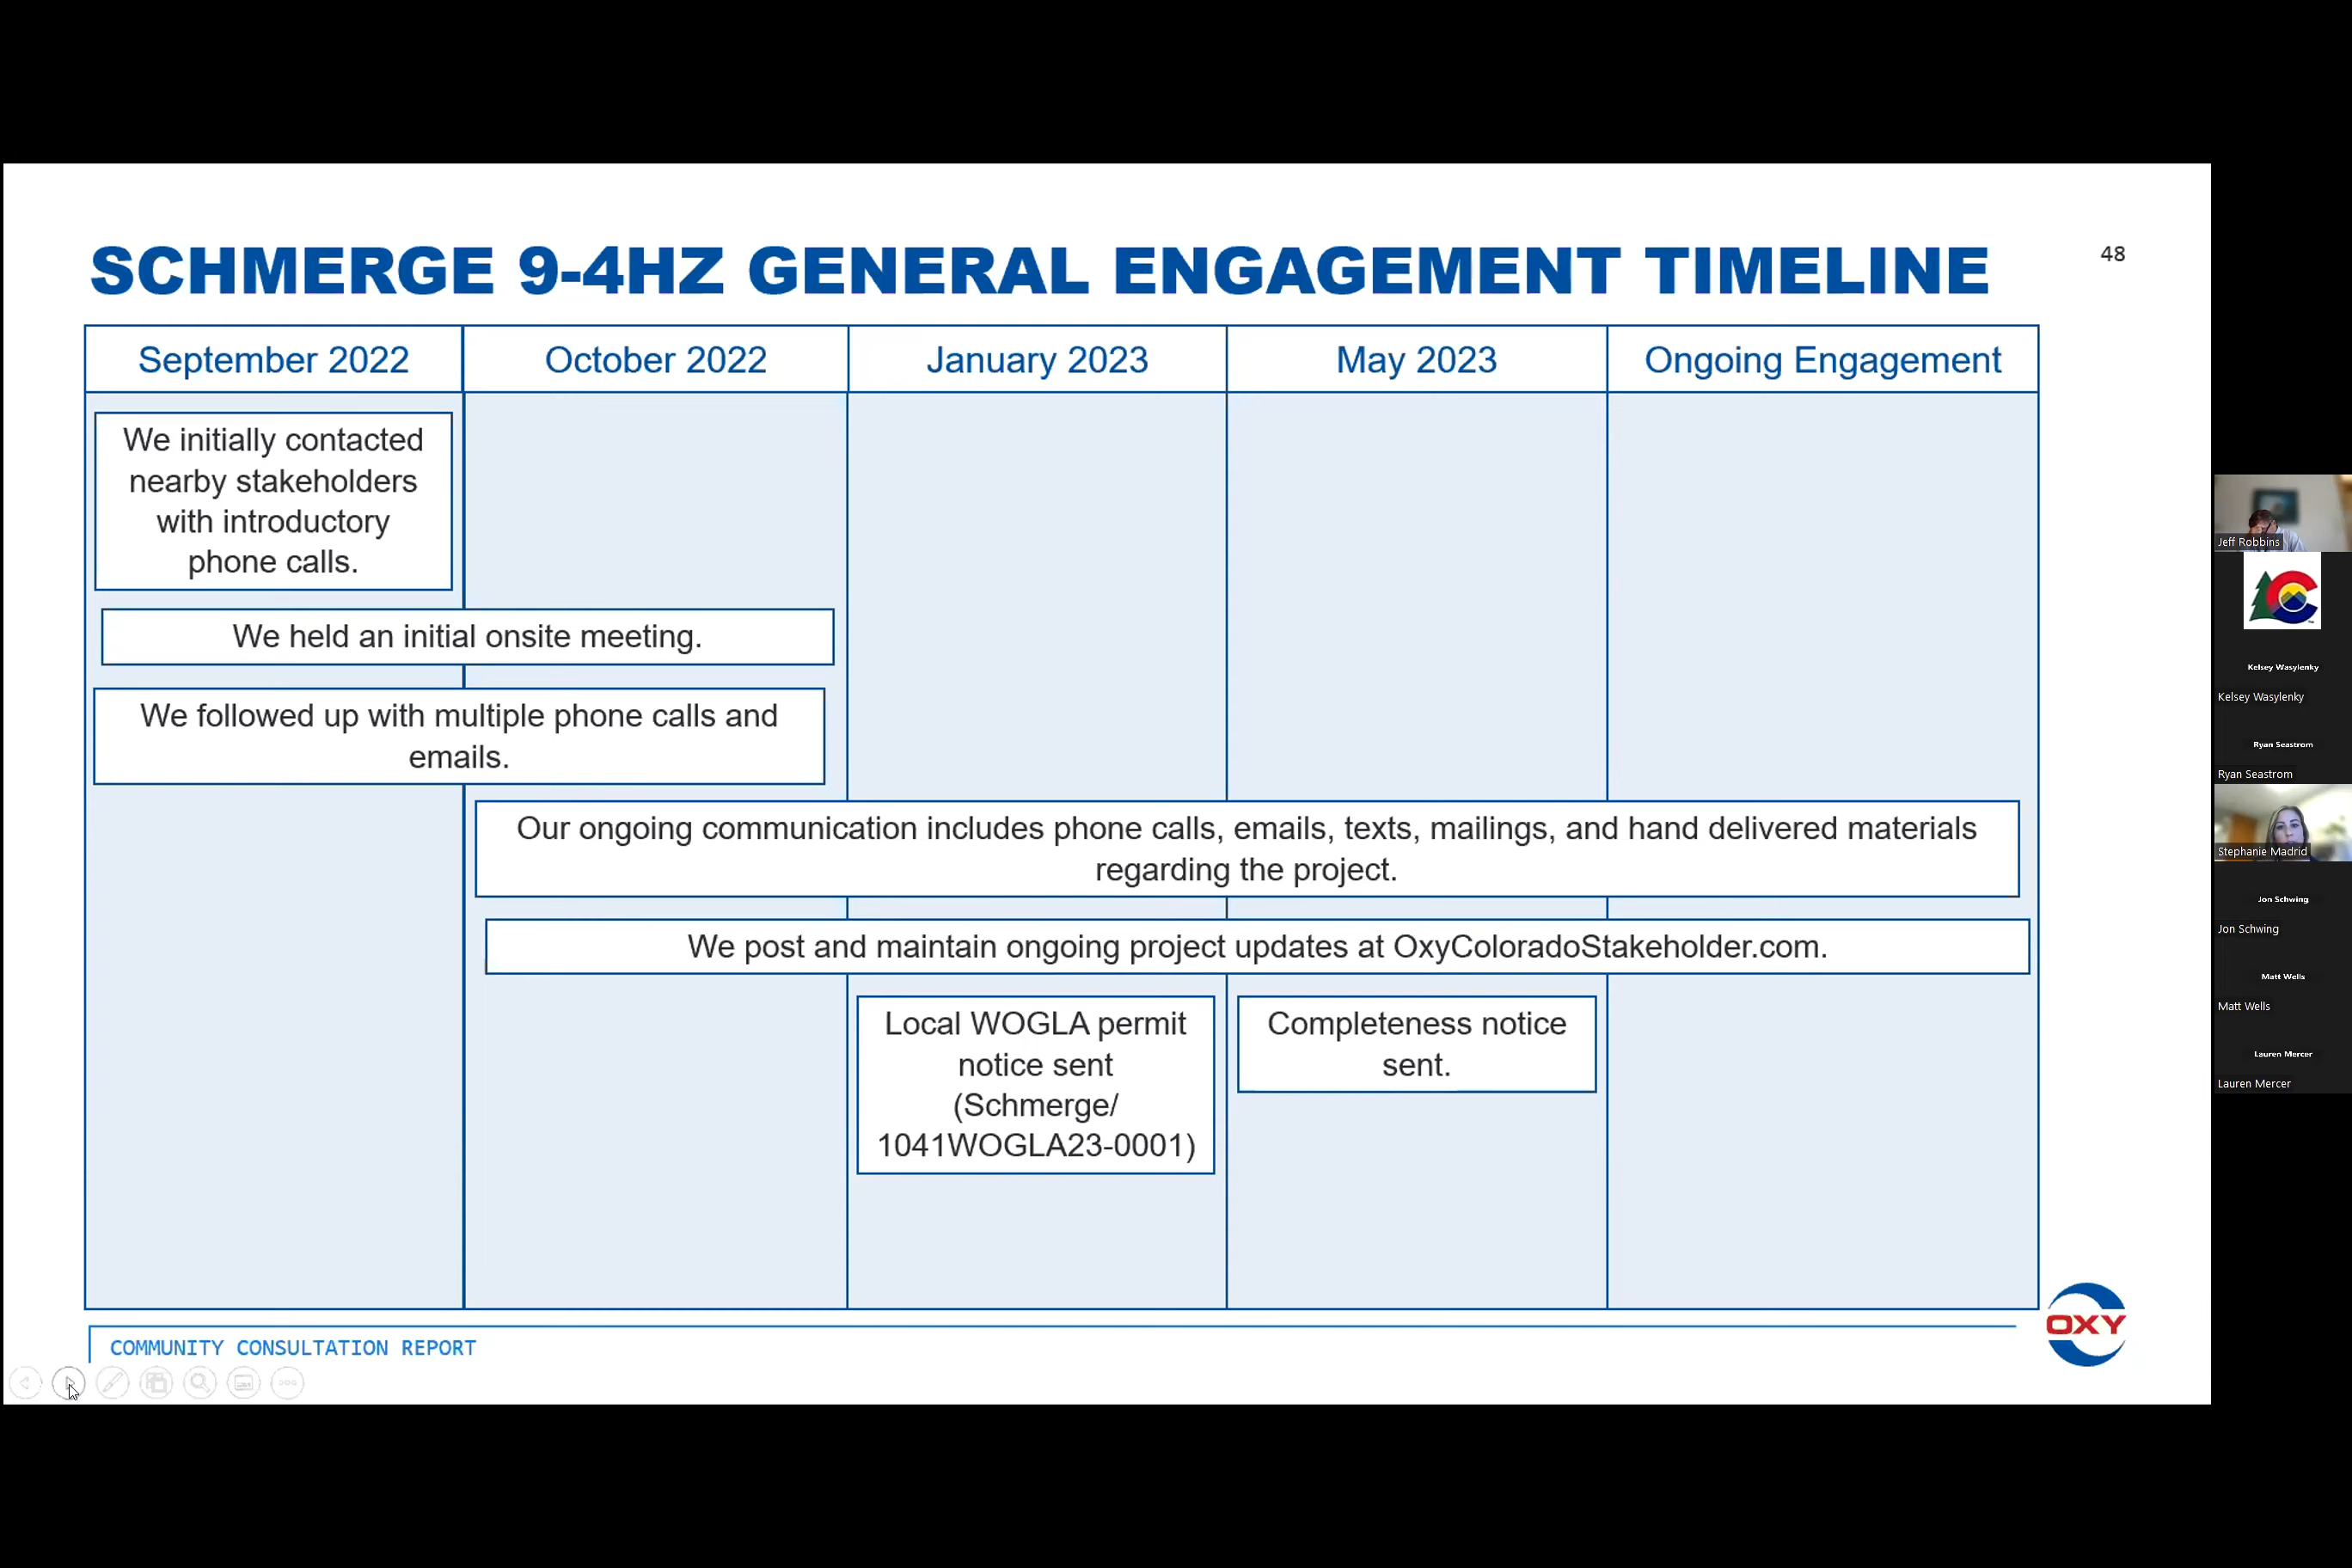 SCHMERGE 9-4HZ GENERAL ENGAGEMENT TIMELINE
48
September 2022
October 2022
January 2023
May 2023
Ongoing Engagement
We initially contacted
nearby stakeholders
with introductory
phone calls.
We held an initial onsite meeting.
We followed up with multiple phone calls and
emails.
Our ongoing communication includes phone calls, emails, texts, mailings, and hand delivered materials
regarding the project.
We post and maintain ongoing project updates at OxyColoradoStakeholder.com.
Local WOGLA permit
notice sent
(Schmerge/
1041WOGLA23-0001)
Completeness notice
sent.
COMMUNITY CONSULTATION REPORT
OXY
Jeff Robbins
Kelsey Wasylenky
Kelsey Wasylenky
Ryan Seastrom
Ryan Seastrom
Stephanie Madrid
Jon Schwing
Jon Schwing
Matt Wells
Matt Wells
Lauren Mercer
Lauren Mercer